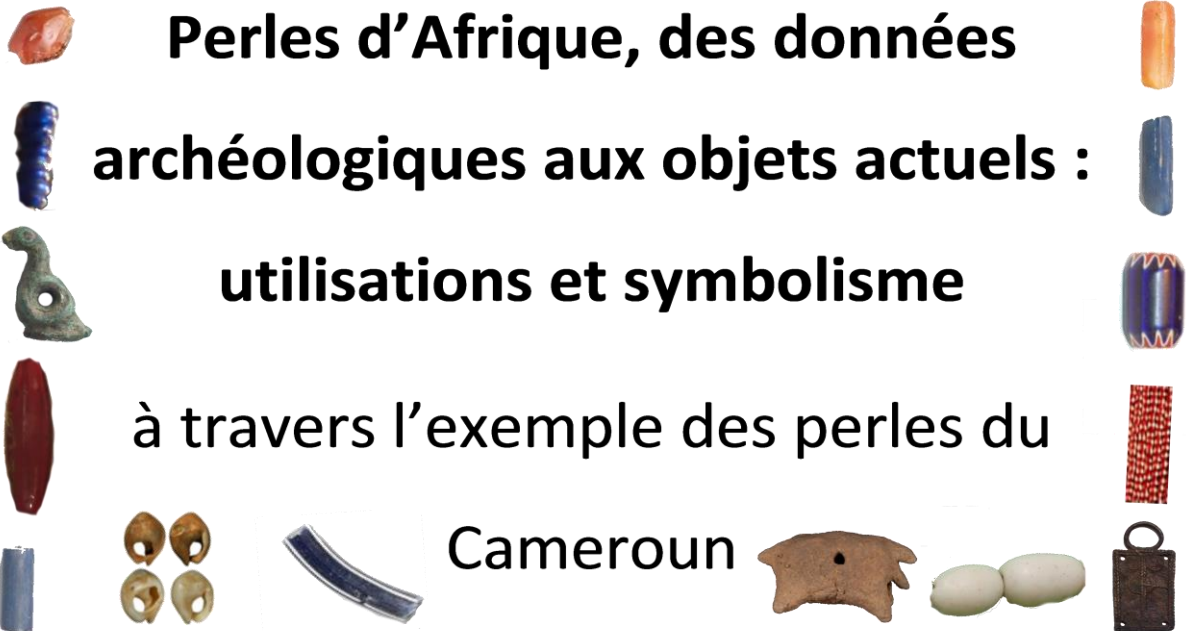 Perles d’Afrique, des données
archéologiques aux objets actuels :
utilisations et symbolisme
à travers l’exemple des perles du
Cameroun